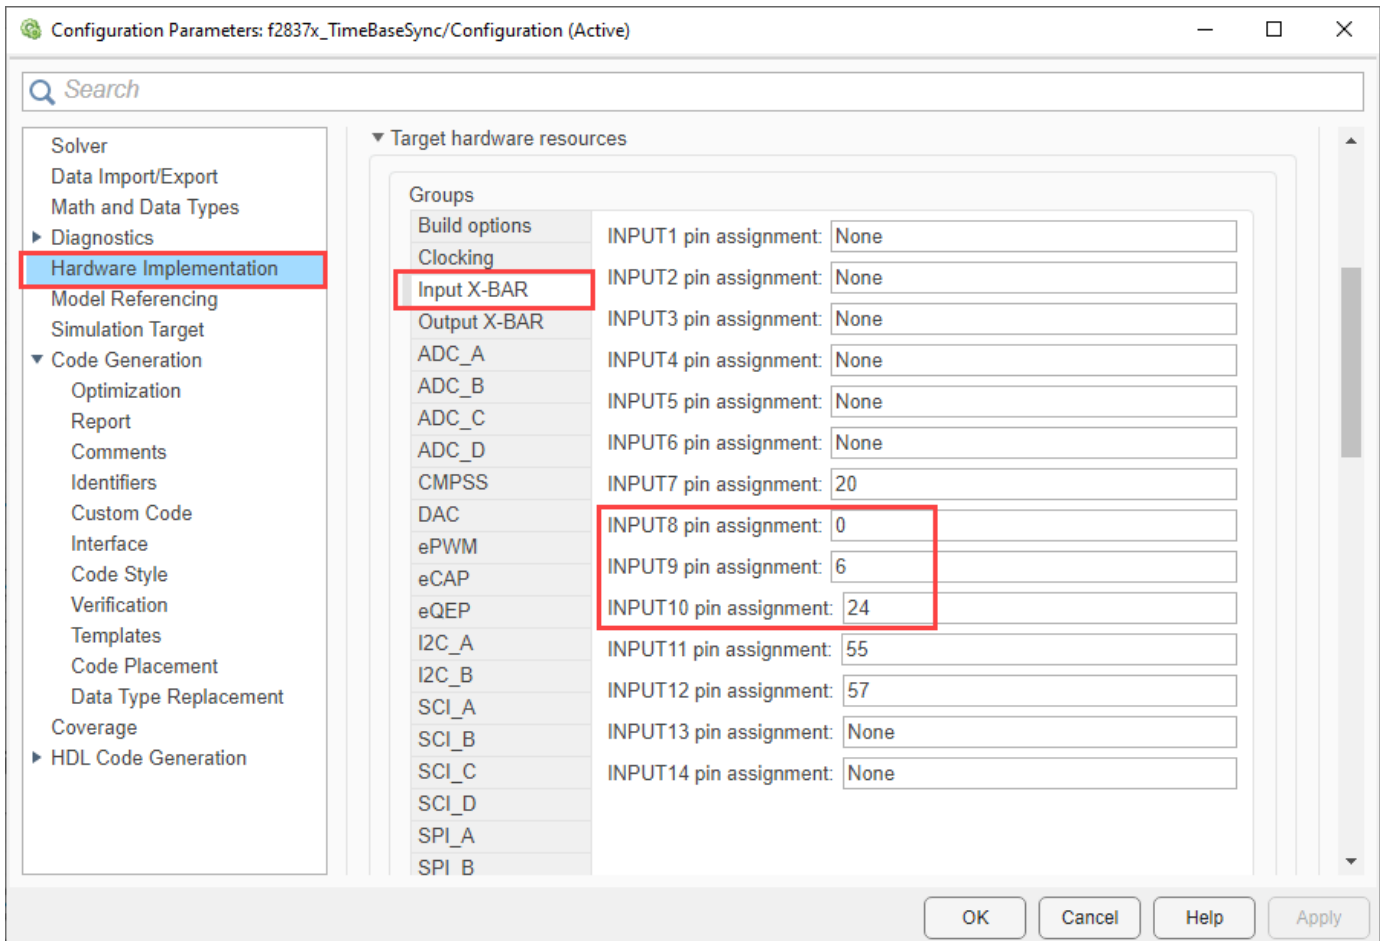 Configuration Parameters: f2837x_TimeBaseSync/Configuration (Active)
Search
Solver
Data Import/Export
Math and Data Types
Diagnostics
Hardware Implementation
Model Referencing
Simulation Target
Code Generation
Optimization
Report
Comments
Identifiers
Custom Code
Interface
Code Style
Verification
Templates
Code Placement
Data Type Replacement
Coverage
HDL Code Generation
Target hardware resources
Groups
Build options
Clocking
Input X-BAR
Output X-BAR
ADC_A
ADC_B
ADC_C
ADC_D
CMPSS
DAC
ePWM
eCAP
eQEP
I2C_A
I2C_B
SCI_A
SCI_B
SCI_C
SCI_D
SPI_A
SPI_B
INPUT1 pin assignment: None
INPUT2 pin assignment: None
INPUT3 pin assignment: None
INPUT4 pin assignment: None
INPUT5 pin assignment: None
INPUT6 pin assignment: None
INPUT7 pin assignment: 20
INPUT8 pin assignment: 0
INPUT9 pin assignment: 6
INPUT10 pin assignment: 24
INPUT11 pin assignment: 55
INPUT12 pin assignment: 57
INPUT13 pin assignment: None
INPUT14 pin assignment: None
OK Cancel Help Apply